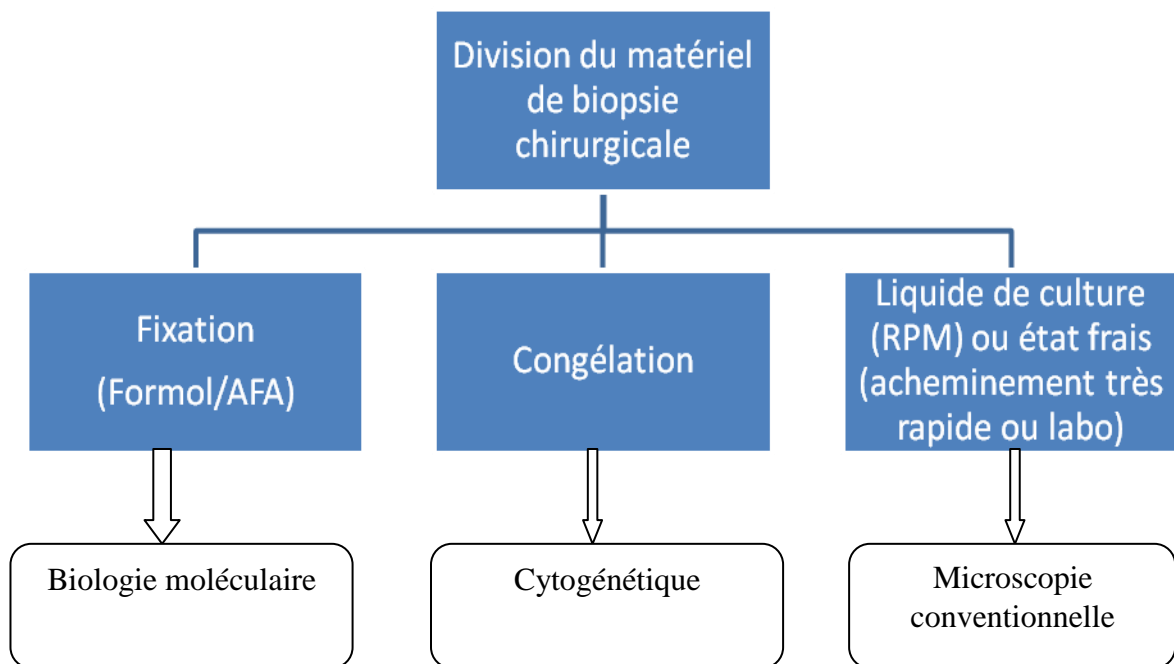 Division du matériel
de biopsie
chirurgicale
Fixation
(Formol/AFA)
Congélation
Liquide de culture
(RPM) ou état frais
(acheminement très
rapide ou labo)
Biologie moléculaire
Cytogénétique
Microscopie
conventionnelle